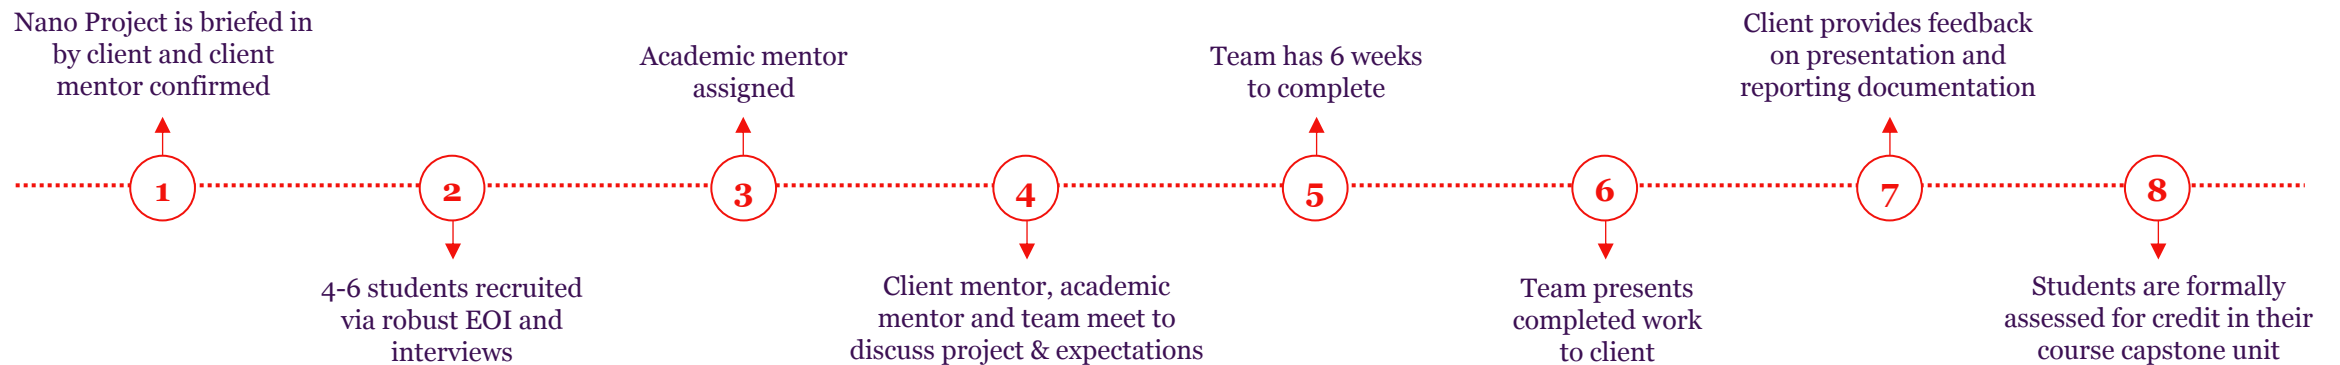 Nano Project is briefed in
by client and client
mentor confirmed
1
2
4-6 students recruited
via robust EOI and
interviews
Academic mentor
assigned
3
4
Client mentor, academic
mentor and team meet to
discuss project & expectations
Team has 6 weeks
to complete
5
6
Team presents
completed work
to client
Client provides feedback
on presentation and
reporting documentation
7
8
Students are formally
assessed for credit in their
course capstone unit